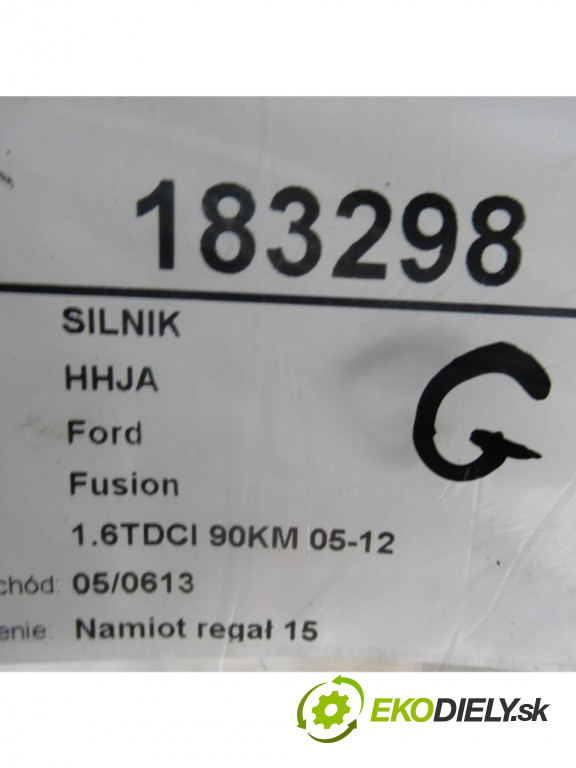 183298
SILNIK
HHJA
Ford
G
Fusion
1.6TDCI 90KM 05-12
chód: 05/0613
enie: Namiot regał 15
EKODIELY.sk